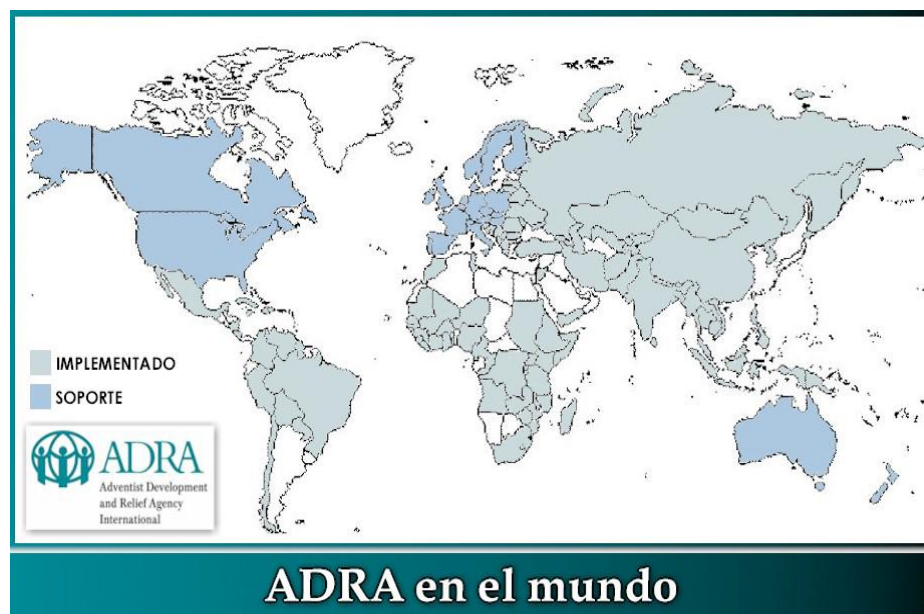 IMPLEMENTADO
SOPORTE
ADRA
Adventist Development
and Relief Agency
International
ADRA en el mundo